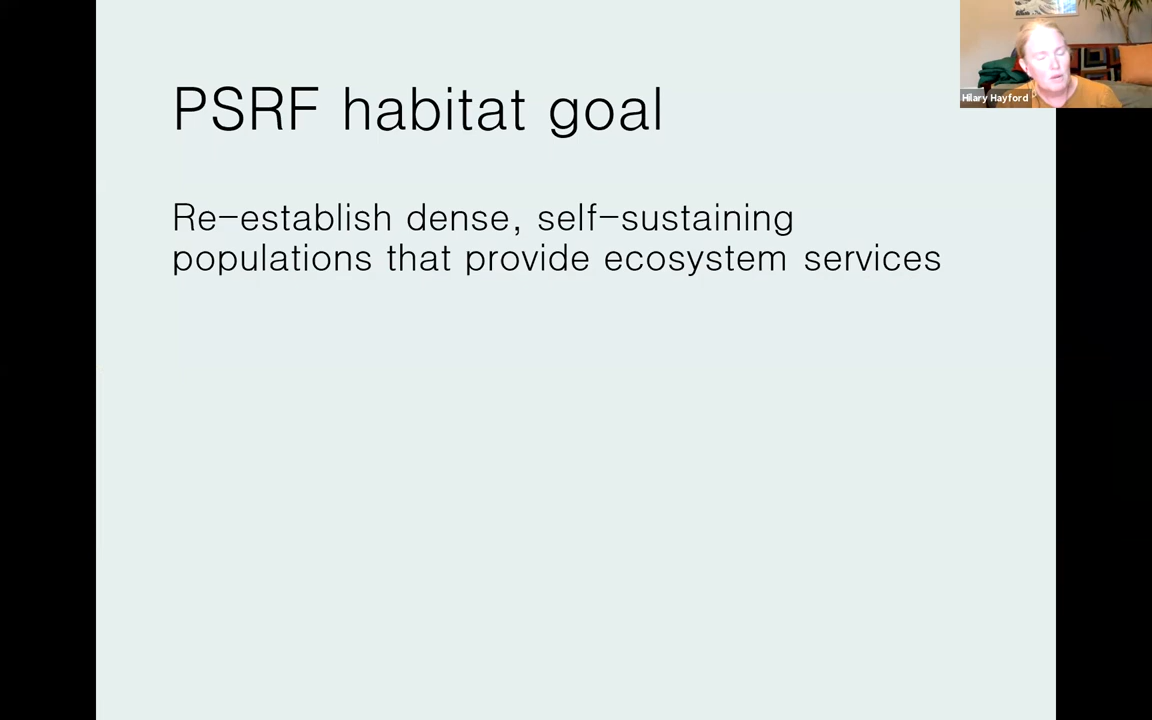 PSRF habitat goal
Hilary Hayford
Re-establish dense, self-sustaining
populations that provide ecosystem services